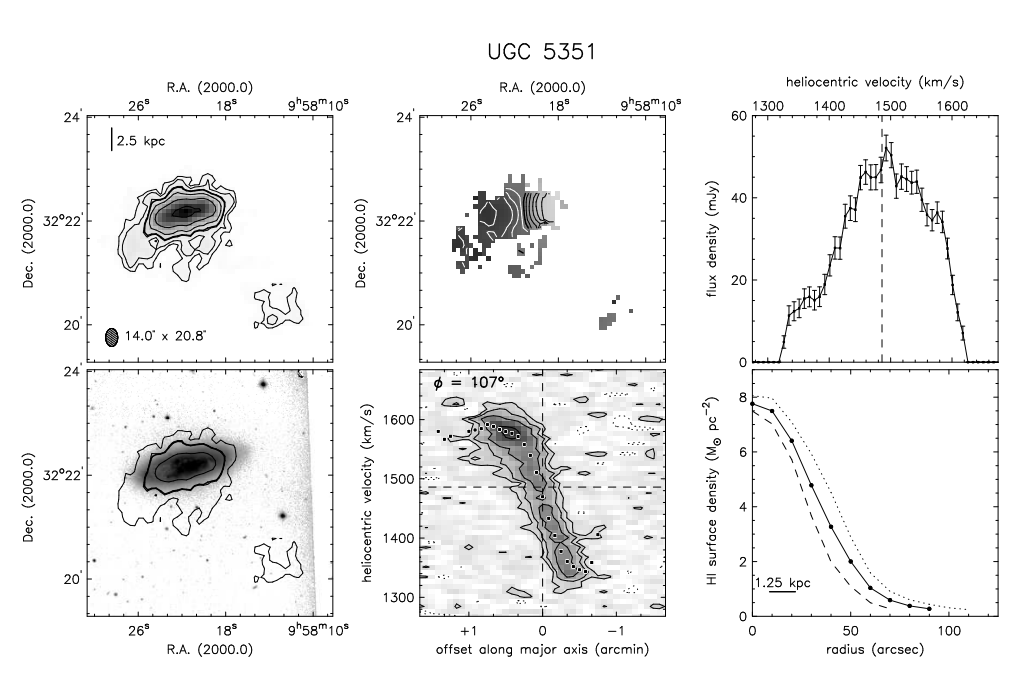 UGC 5351
R.A. (2000.0)
26s 18s 9h58m10s
24'
32°22'
20'
Dec. (2000.0)
2.5 kpc
14.0" x 20.8"
R.A. (2000.0)
26s 18s 9h58m10s
32°22'
20'
Dec. (2000.0)
heliocentric velocity (km/s)
1300 1400 1500 1600
60
40
20
0
flux density (mJy)
24'
32°22'
20'
Dec. (2000.0)
26s 18s 9h58m10s
R.A. (2000.0)
ϕ = 107°
1600
1500
1400
1300
heliocentric velocity (km/s)
+1 0 −1
offset along major axis (arcmin)
8
6
4
2
0
HI surface density (M⊙ pc−2)
1.25 kpc
0 50 100
radius (arcsec)